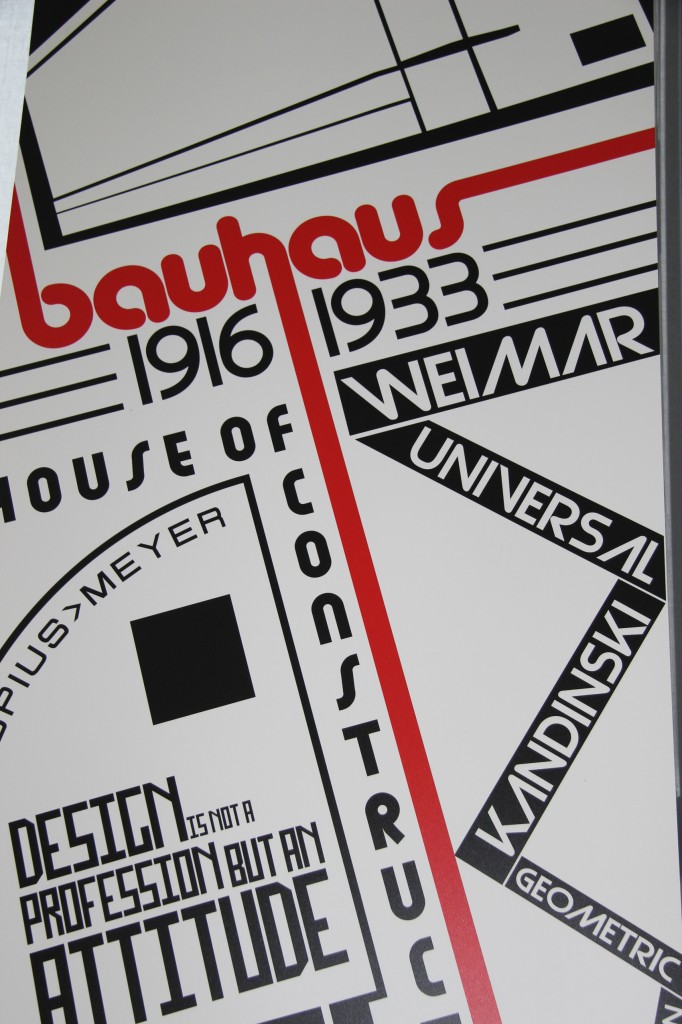 bauhaus
1916 1933
HOUSE OF
CONSTRUC
PIUS>MEYER
DESIGN IS NOT A
PROFESSION BUT AN
ATTITUDE
WEIMAR
UNIVERSAL
KANDINSKI
GEOMETRIC